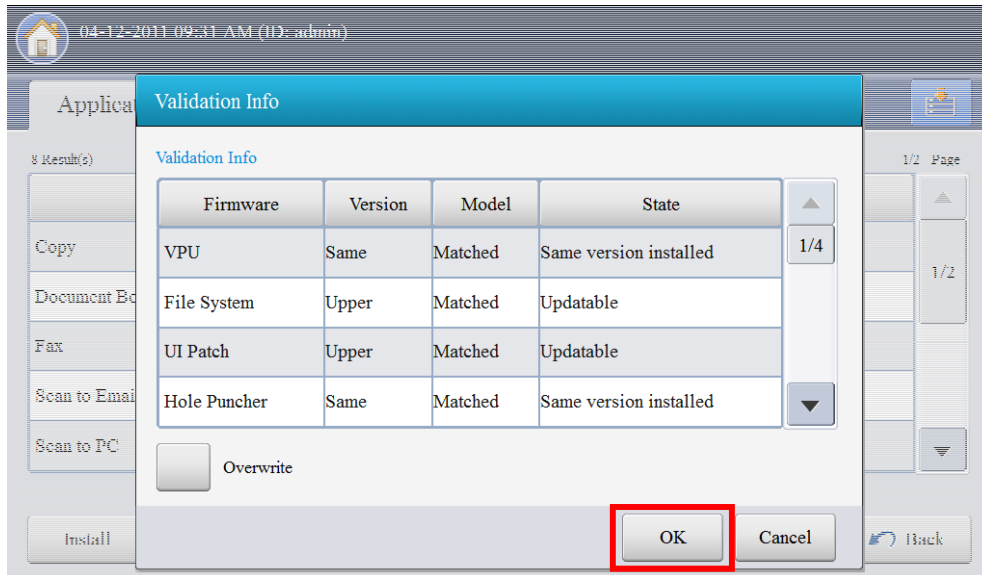 04-12-2011 09:31 AM (ID: admin)
Applicat
Validation Info
8 Result(s)
Validation Info
1/2 Page
Firmware Version Model State
VPU Same Matched Same version installed 1/4
Copy
File System Upper Matched Updatable
1/2
Document Bo
UI Patch Upper Matched Updatable
Fax
Hole Puncher Same Matched Same version installed
Scan to Emai
Scan to PC
Overwrite
Install
OK
Cancel
Back